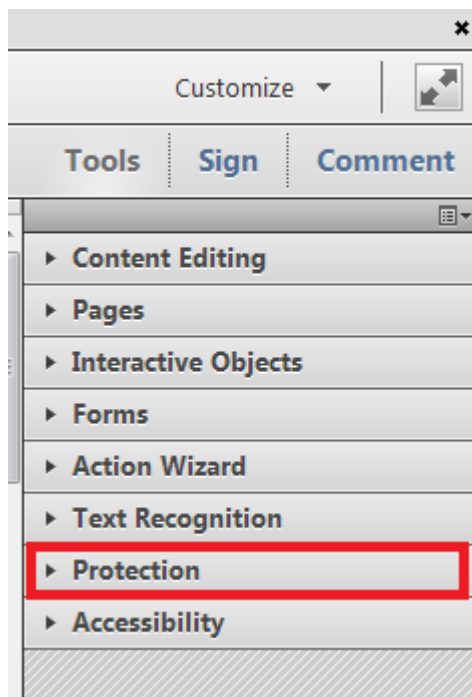 Customize
Tools Sign Comment
Content Editing
Pages
Interactive Objects
Forms
Action Wizard
Text Recognition
Protection
Accessibility